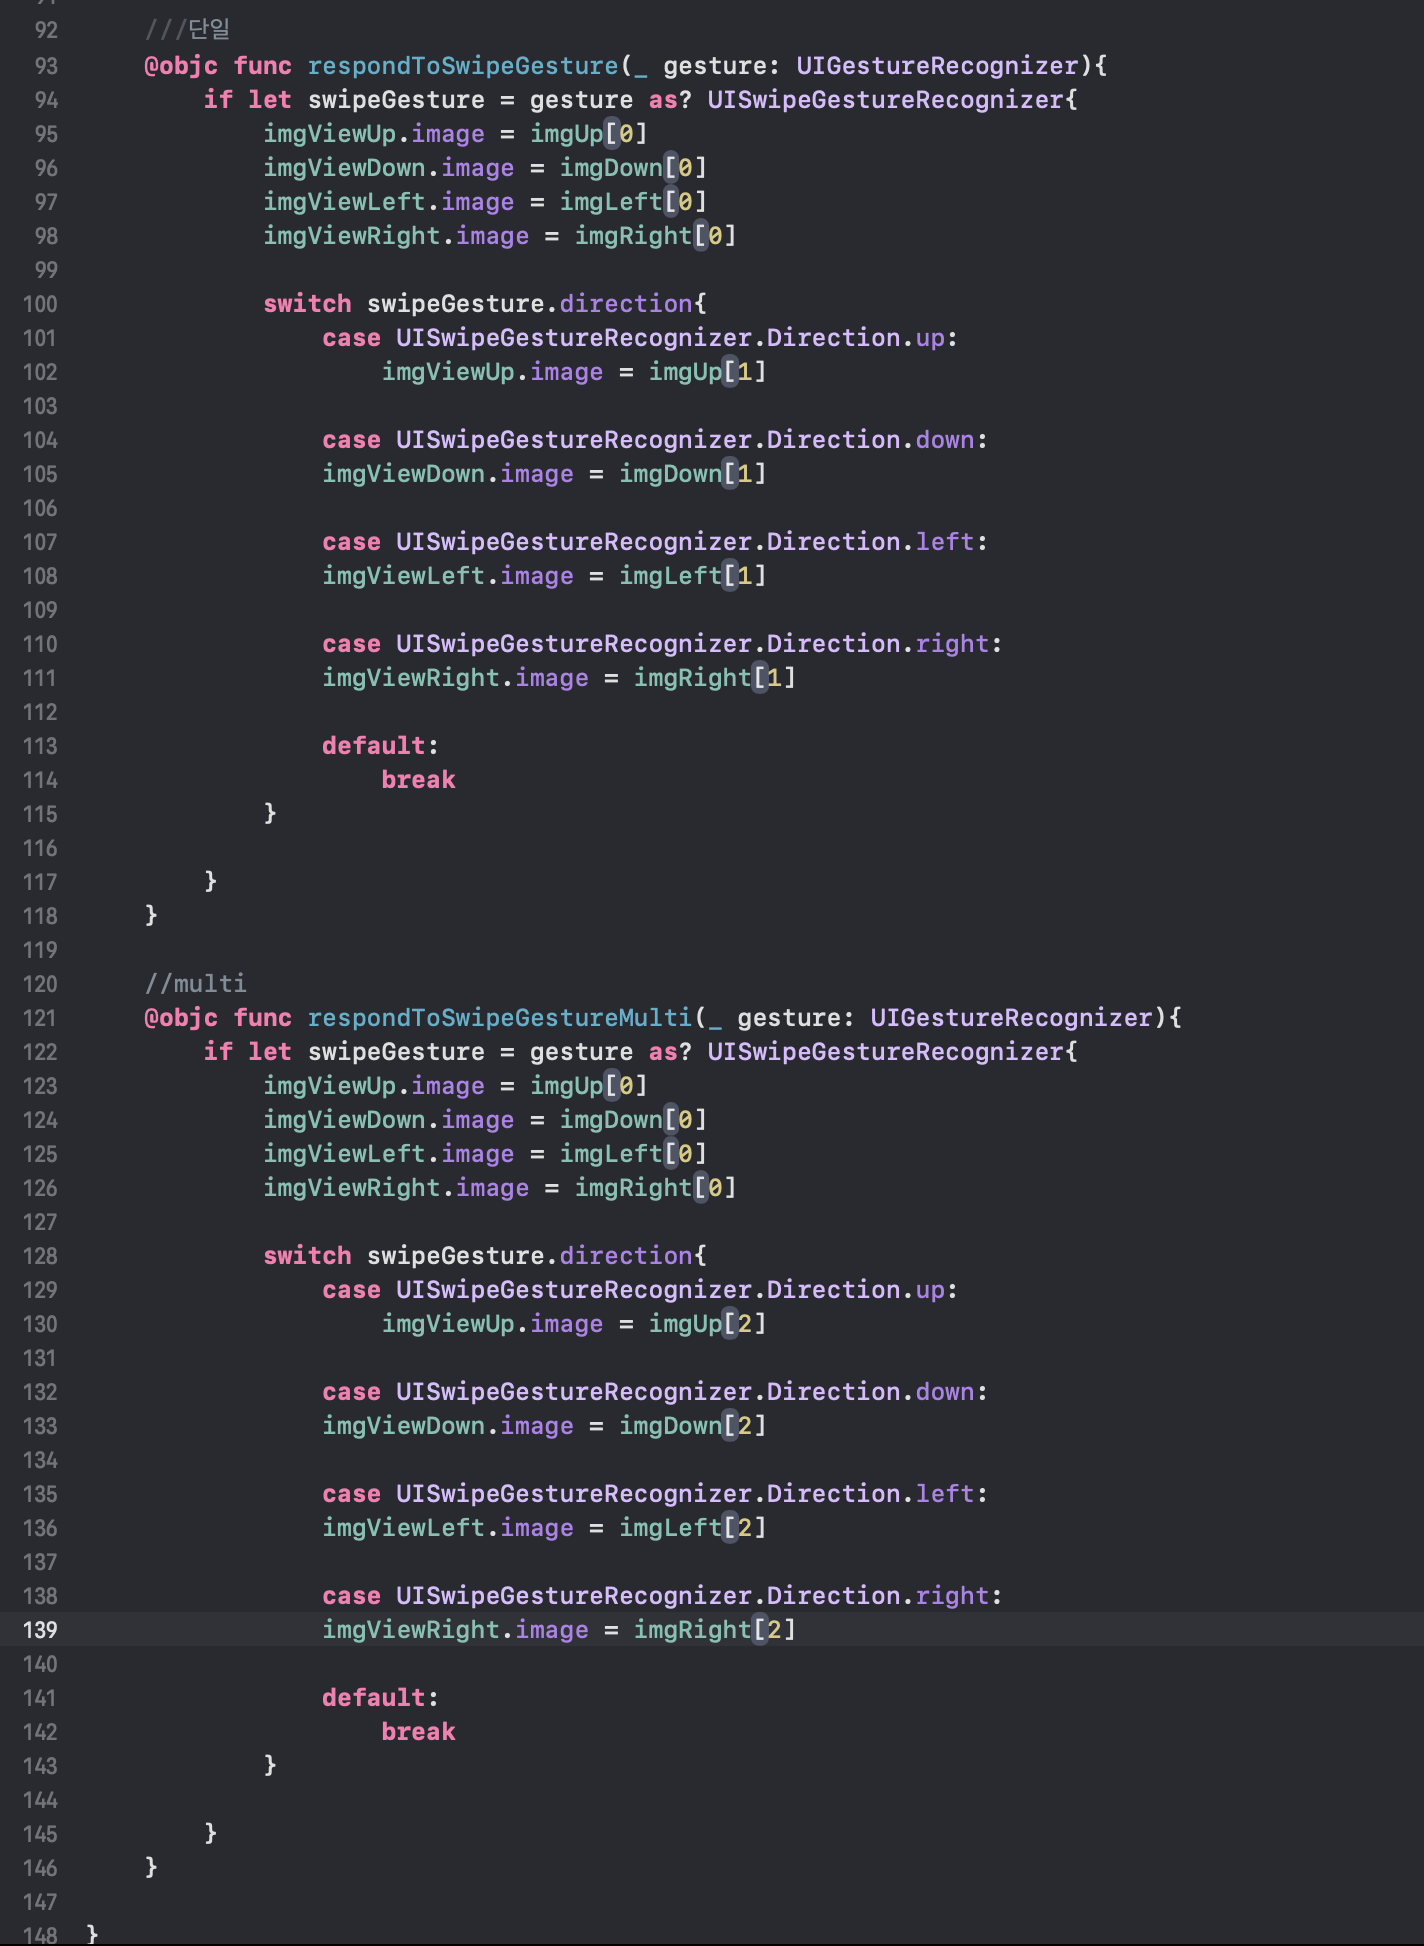 92 ///단일
93 @objc func respondToSwipeGesture(_ gesture: UIGestureRecognizer){
94 if let swipeGesture = gesture as? UISwipeGestureRecognizer{
95 imgViewUp.image = imgUp[0]
96 imgViewDown.image = imgDown[0]
97 imgViewLeft.image = imgLeft[0]
98 imgViewRight.image = imgRight[0]
99
100 switch swipeGesture.direction{
101 case UISwipeGestureRecognizer.Direction.up:
102 imgViewUp.image = imgUp[1]
103
104 case UISwipeGestureRecognizer.Direction.down:
105 imgViewDown.image = imgDown[1]
106
107 case UISwipeGestureRecognizer.Direction.left:
108 imgViewLeft.image = imgLeft[1]
109
110 case UISwipeGestureRecognizer.Direction.right:
111 imgViewRight.image = imgRight[1]
112
113 default:
114 break
115 }
116
117 }
118 }
119
120 //multi
121 @objc func respondToSwipeGestureMulti(_ gesture: UIGestureRecognizer){
122 if let swipeGesture = gesture as? UISwipeGestureRecognizer{
123 imgViewUp.image = imgUp[0]
124 imgViewDown.image = imgDown[0]
125 imgViewLeft.image = imgLeft[0]
126 imgViewRight.image = imgRight[0]
127
128 switch swipeGesture.direction{
129 case UISwipeGestureRecognizer.Direction.up:
130 imgViewUp.image = imgUp[2]
131
132 case UISwipeGestureRecognizer.Direction.down:
133 imgViewDown.image = imgDown[2]
134
135 case UISwipeGestureRecognizer.Direction.left:
136 imgViewLeft.image = imgLeft[2]
137
138 case UISwipeGestureRecognizer.Direction.right:
139 imgViewRight.image = imgRight[2]
140
141 default:
142 break
143 }
144
145 }
146 }
147
148 }